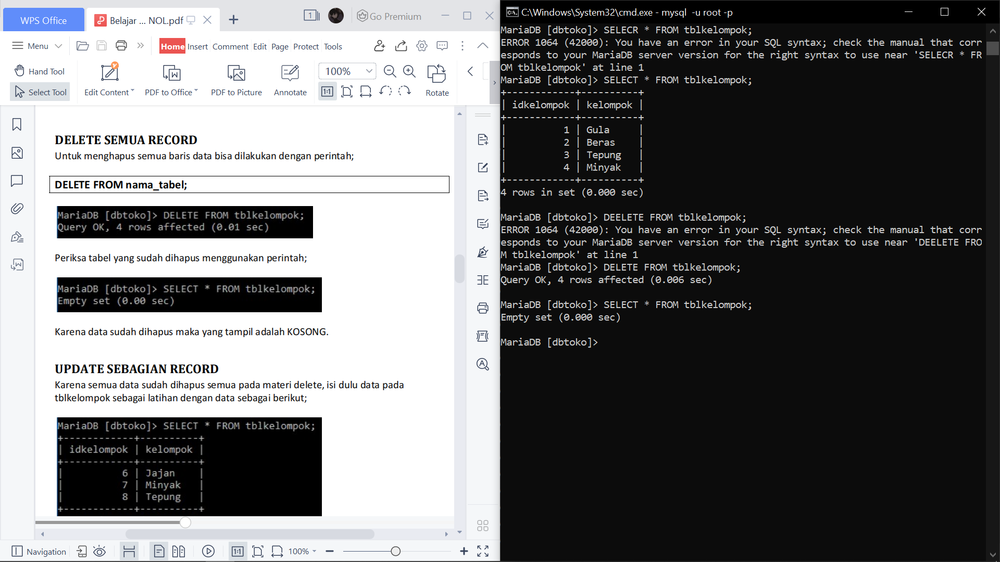 WPS Office
Belajar ... NOL.pdf
1
Go Premium
Menu
Home Insert Comment Edit Page Protect Tools
Hand Tool
Select Tool
Edit Content
PDF to Office
PDF to Picture
Annotate
100%
1:1
Rotate
DELETE SEMUA RECORD
Untuk menghapus semua baris data bisa dilakukan dengan perintah;
DELETE FROM nama_tabel;
MariaDB [dbtoko]> DELETE FROM tblkelompok;
Query OK, 4 rows affected (0.01 sec)
Periksa tabel yang sudah dihapus menggunakan perintah;
MariaDB [dbtoko]> SELECT * FROM tblkelompok;
Empty set (0.00 sec)
Karena data sudah dihapus maka yang tampil adalah KOSONG.
UPDATE SEBAGIAN RECORD
Karena semua data sudah dihapus semua pada materi delete, isi dulu data pada
tblkelompok sebagai latihan dengan data sebagai berikut;
MariaDB [dbtoko]> SELECT * FROM tblkelompok;
+------------+----------+
| idkelompok | kelompok |
+------------+----------+
| 6 | Jajan |
| 7 | Minyak |
| 8 | Tepung |
+------------+----------+
Navigation
1:1
100%
C:\Windows\System32\cmd.exe - mysql  -u root -p
MariaDB [dbtoko]> SELECR * FROM tblkelompok;
ERROR 1064 (42000): You have an error in your SQL syntax; check the manual that corr
esponds to your MariaDB server version for the right syntax to use near 'SELECR * FR
OM tblkelompok' at line 1
MariaDB [dbtoko]> SELECT * FROM tblkelompok;
+------------+----------+
| idkelompok | kelompok |
+------------+----------+
| 1 | Gula |
| 2 | Beras |
| 3 | Tepung |
| 4 | Minyak |
+------------+----------+
4 rows in set (0.000 sec)
MariaDB [dbtoko]> DEELETE FROM tblkelompok;
ERROR 1064 (42000): You have an error in your SQL syntax; check the manual that corr
esponds to your MariaDB server version for the right syntax to use near 'DEELETE FRO
M tblkelompok' at line 1
MariaDB [dbtoko]> DELETE FROM tblkelompok;
Query OK, 4 rows affected (0.006 sec)
MariaDB [dbtoko]> SELECT * FROM tblkelompok;
Empty set (0.000 sec)
MariaDB [dbtoko]>